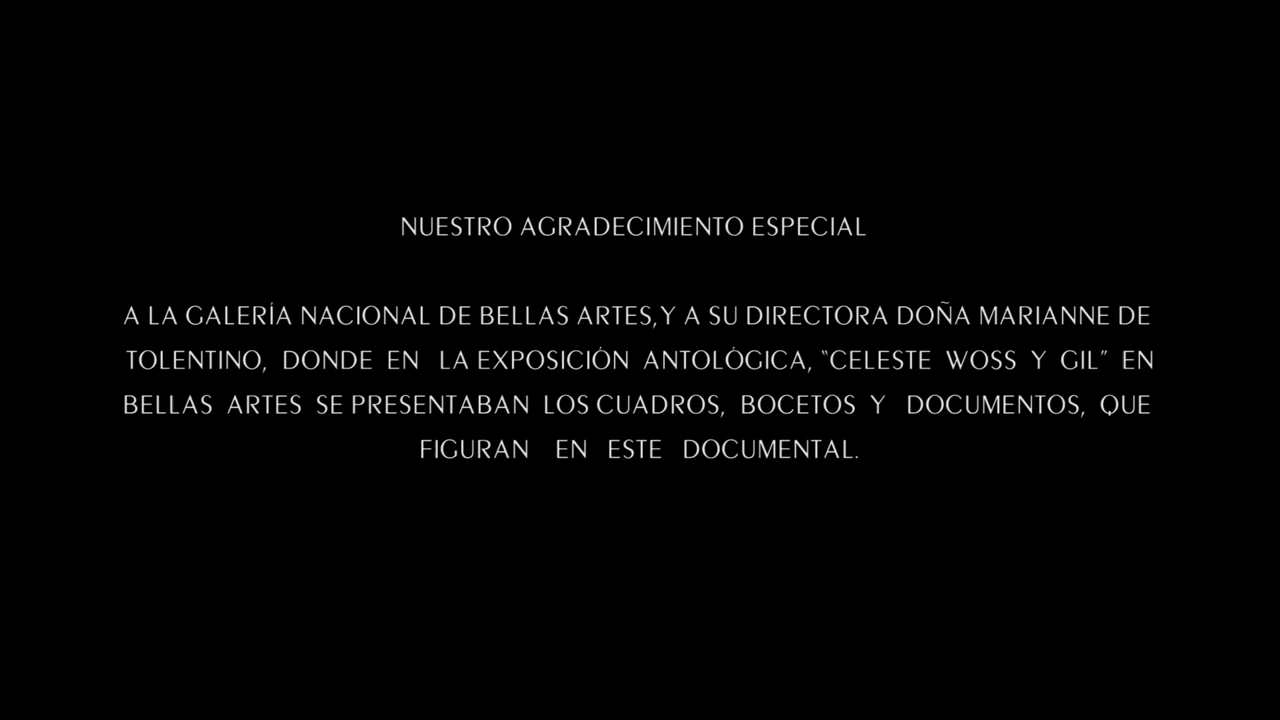 NUESTRO AGRADECIMIENTO ESPECIAL
A LA GALERÍA NACIONAL DE BELLAS ARTES,Y A SU DIRECTORA DOÑA MARIANNE DE
TOLENTINO, DONDE EN LA EXPOSICIÓN ANTOLÓGICA, “CELESTE WOSS Y GIL” EN
BELLAS ARTES SE PRESENTABAN LOS CUADROS, BOCETOS Y DOCUMENTOS, QUE
FIGURAN EN ESTE DOCUMENTAL.